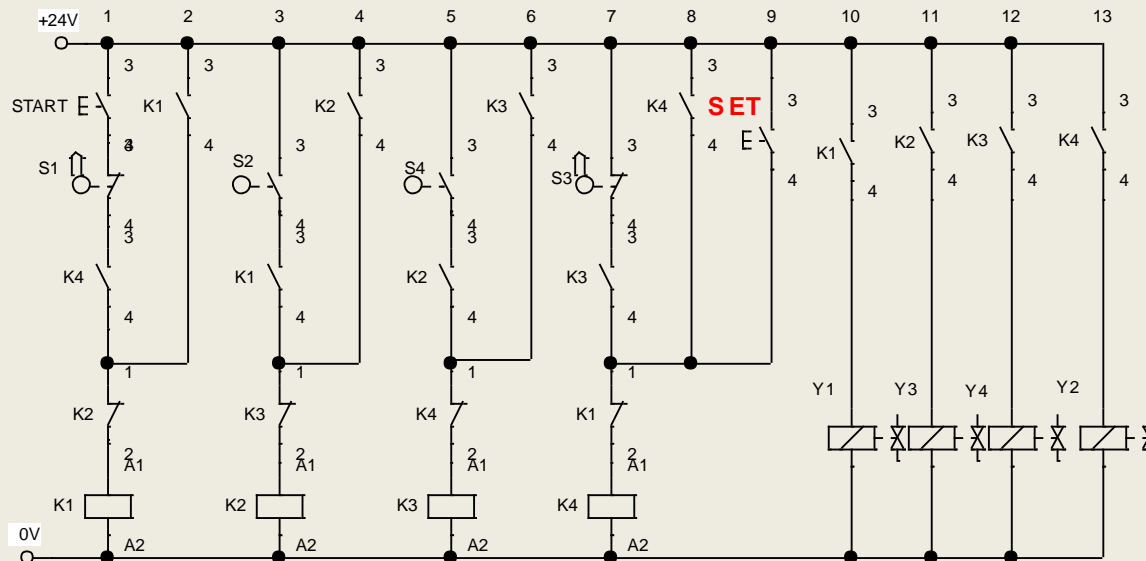 +24V 1 2 3 4 5 6 7 8 9 10 11 12 13
3 3 3 3 3
START K1 K2 K3 K4 SET 3 3 3 3 3
4 4 4 4 K1 K2 K3 K4
3 3 3 3
S1 S2 S4 S3 4 4 4 4 4
4 4 4 4
3 3 3 3
K4 K1 K2 K3
4 4 4 4
1 1 1 1
Y1 Y3 Y4 Y2
K2 K3 K4 K1
2 2 2 2
A1 A1 A1 A1
K1 K2 K3 K4
0V
A2 A2 A2 A2